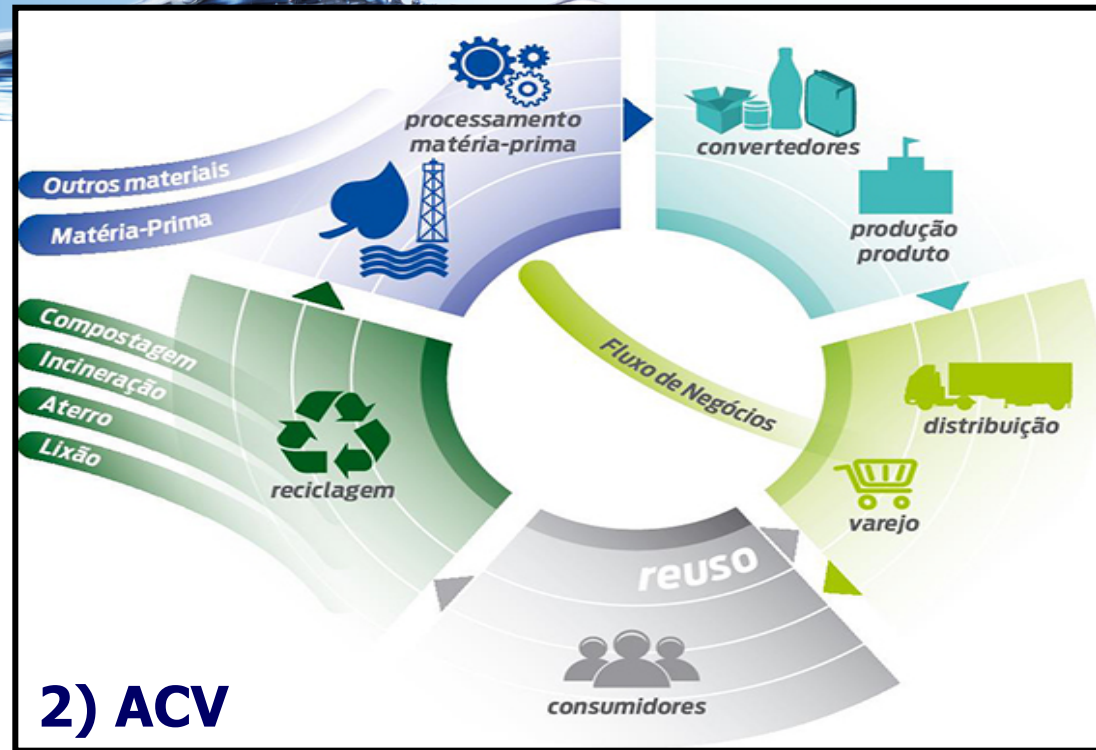 processamento
matéria-prima
convertedores
Outros materiais
Matéria-Prima
produção
produto
Compostagem
Incineração
Aterro
Lixão
Fluxo de Negócios
distribuição
reciclagem
varejo
reuso
consumidores
2) ACV